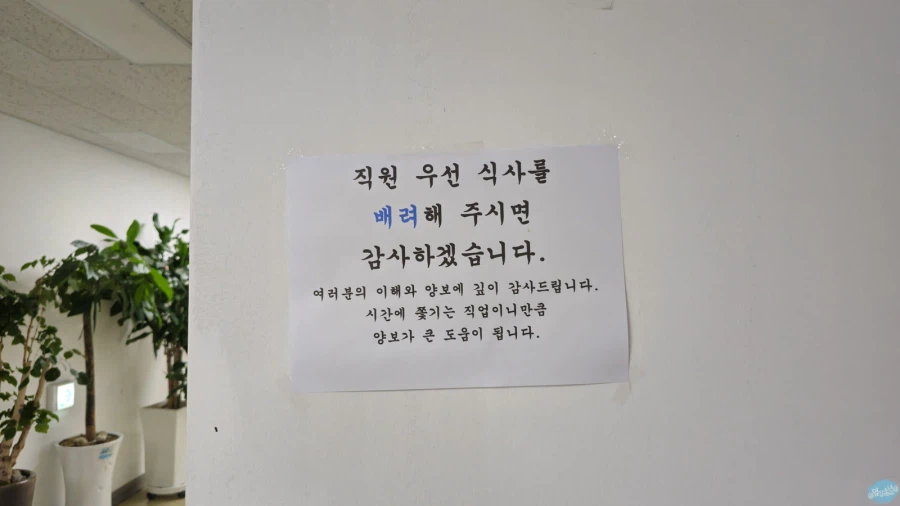 직원 우선 식사를
배려해 주시면
감사하겠습니다.
여러분의 이해와 양보에 깊이 감사드립니다.
시간에 쫓기는 직업이니만큼
양보가 큰 도움이 됩니다.